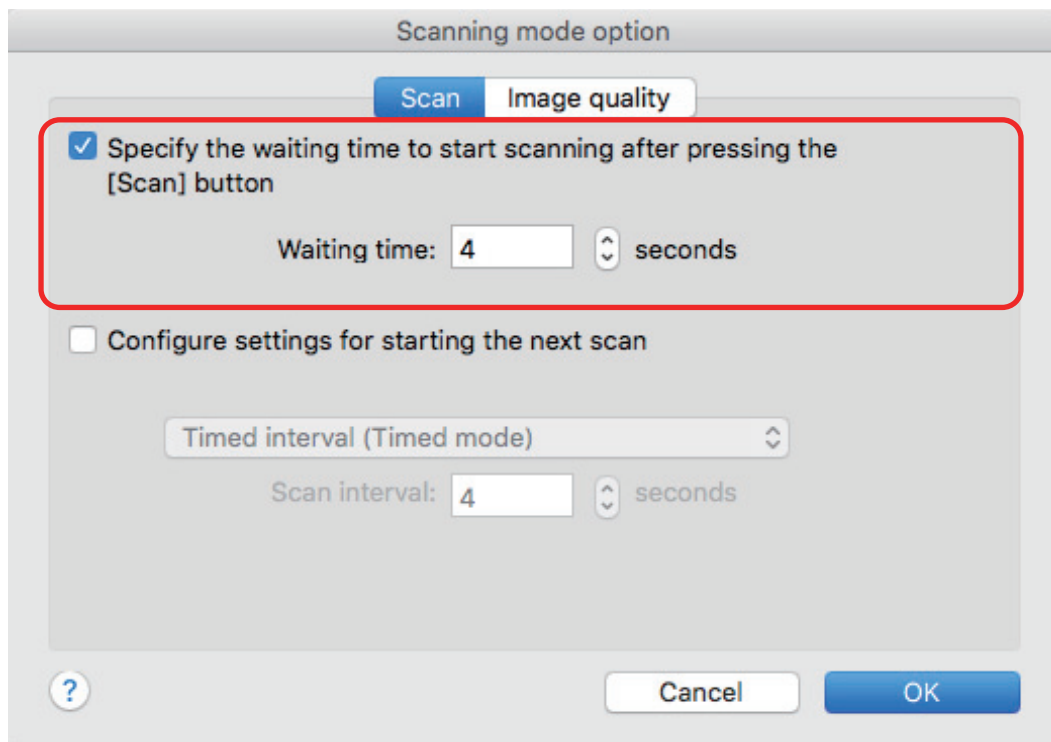 Scanning mode option
Scan Image quality
Specify the waiting time to start scanning after pressing the
[Scan] button
Waiting time: 4 seconds
Configure settings for starting the next scan
Timed interval (Timed mode)
Scan interval: 4 seconds
? Cancel OK